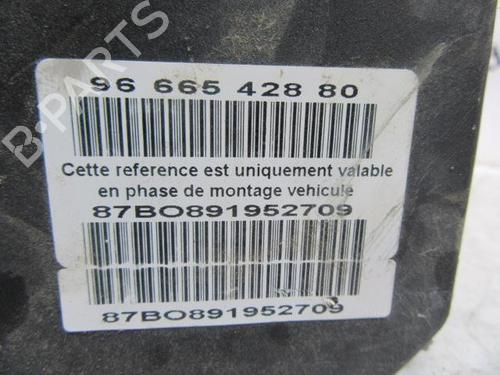 96 665 428 80
Cette reference est uniquement valable
en phase de montage vehicule
87BO891952709
87BO891952709
B-PARTS